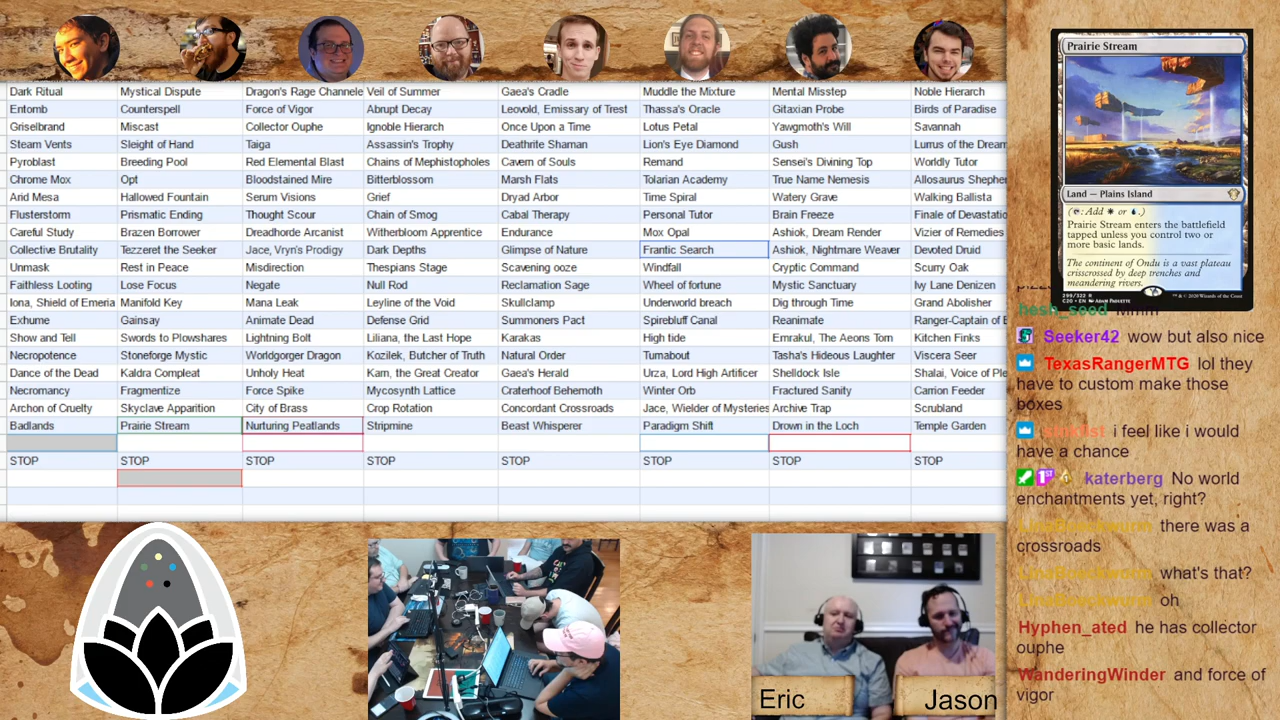 Dark Ritual Mystical Dispute Dragon's Rage Channele Veil of Summer Gaea's Cradle Muddle the Mixture Mental Misstep Noble Hierarch
Entomb Counterspell Force of Vigor Abrupt Decay Leovold, Emissary of Trest Thassa's Oracle Gitaxian Probe Birds of Paradise
Griselbrand Miscast Collector Ouphe Ignoble Hierarch Once Upon a Time Lotus Petal Yawgmoth's Will Savannah
Steam Vents Sleight of Hand Taiga Assassin's Trophy Deathrite Shaman Lion's Eye Diamond Gush Lurrus of the Dream
Pyroblast Breeding Pool Red Elemental Blast Chains of Mephistopheles Cavern of Souls Remand Sensei's Divining Top Worldly Tutor
Chrome Mox Opt Bloodstained Mire Bitterblossom Marsh Flats Tolarian Academy True Name Nemesis Allosaurus Shepher
Arid Mesa Hallowed Fountain Serum Visions Grief Dryad Arbor Time Spiral Watery Grave Walking Ballista
Flusterstorm Prismatic Ending Thought Scour Chain of Smog Cabal Therapy Personal Tutor Brain Freeze Finale of Devastatio
Careful Study Brazen Borrower Dreadhorde Arcanist Witherbloom Apprentice Endurance Mox Opal Ashiok, Dream Render Vizier of Remedies
Collective Brutality Tezzeret the Seeker Jace, Vryn's Prodigy Dark Depths Glimpse of Nature Frantic Search Ashiok, Nightmare Weaver Devoted Druid
Unmask Rest in Peace Misdirection Thespians Stage Scavening ooze Windfall Cryptic Command Scurry Oak
Faithless Looting Lose Focus Negate Null Rod Reclamation Sage Wheel of fortune Mystic Sanctuary Ivy Lane Denizen
Iona, Shield of Emeria Manifold Key Mana Leak Leyline of the Void Skullclamp Underworld breach Dig through Time Grand Abolisher
Exhume Gainsay Animate Dead Defense Grid Summoners Pact Spirebluff Canal Reanimate Ranger-Captain of E
Show and Tell Swords to Plowshares Lightning Bolt Liliana, the Last Hope Karakas High tide Emrakul, The Aeons Torn Kitchen Finks
Necropotence Stoneforge Mystic Worldgorger Dragon Kozilek, Butcher of Truth Natural Order Turnabout Tasha's Hideous Laughter Viscera Seer
Dance of the Dead Kaldra Compleat Unholy Heat Karn, the Great Creator Gaea's Herald Urza, Lord High Artificer Shelldock Isle Shalai, Voice of Ple
Necromancy Fragmentize Force Spike Mycosynth Lattice Craterhoof Behemoth Winter Orb Fractured Sanity Carrion Feeder
Archon of Cruelty Skyclave Apparition City of Brass Crop Rotation Concordant Crossroads Jace, Wielder of Mysteries Archive Trap Scrubland
Badlands Prairie Stream Nurturing Peatlands Stripmine Beast Whisperer Paradigm Shift Drown in the Loch Temple Garden
STOP STOP STOP STOP STOP STOP STOP STOP
Eric Jason
Prairie Stream
Land — Plains Island
( : Add or .)
Prairie Stream enters the battlefield
tapped unless you control two or
more basic lands.
The continent of Ondu is a vast plateau
crisscrossed by deep trenches and
meandering rivers.
299/322 R
C20 • EN Adam Paquette
™ & © 2020 Wizards of the Coast
hesh_seed Mmm
Seeker42 wow but also nice
TexasRangerMTG lol they
have to custom make those
boxes
i feel like i would
have a chance
katerberg No world
enchantments yet, right?
there was a
crossroads
what's that?
oh
Hyphen_ated he has collector
ouphe
WanderingWinder and force of
vigor